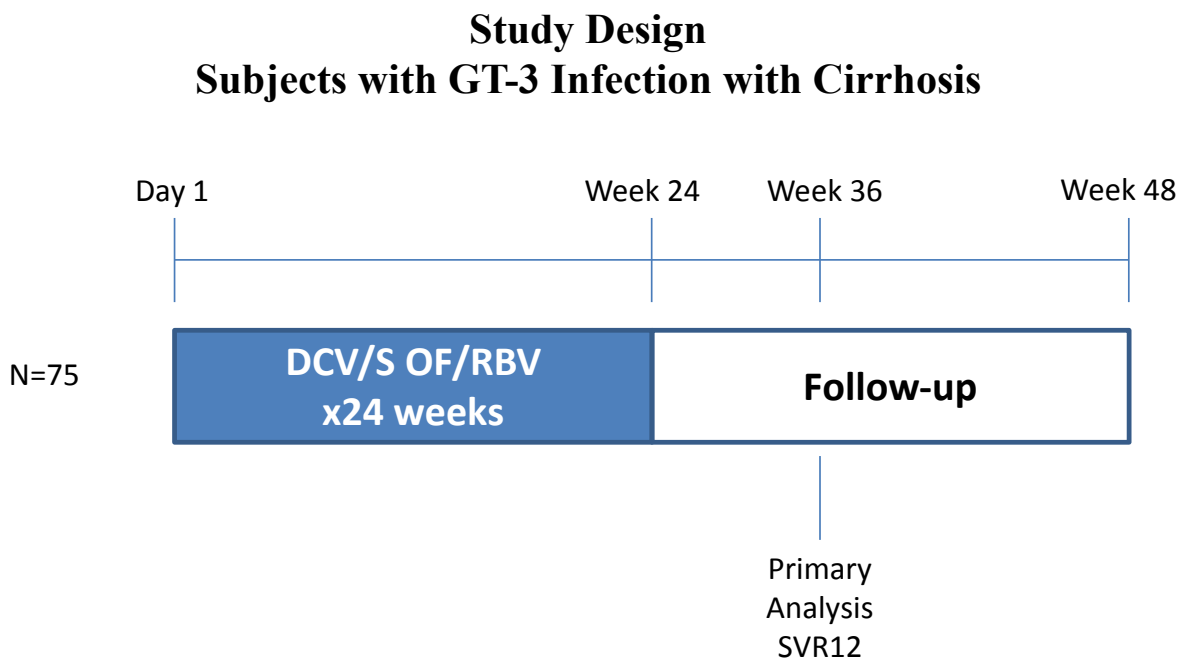 Study Design
Subjects with GT-3 Infection with Cirrhosis
Day 1
Week 24
Week 36
Week 48
N=75
DCV/S OF/RBV
x24 weeks
Follow-up
Primary
Analysis
SVR12